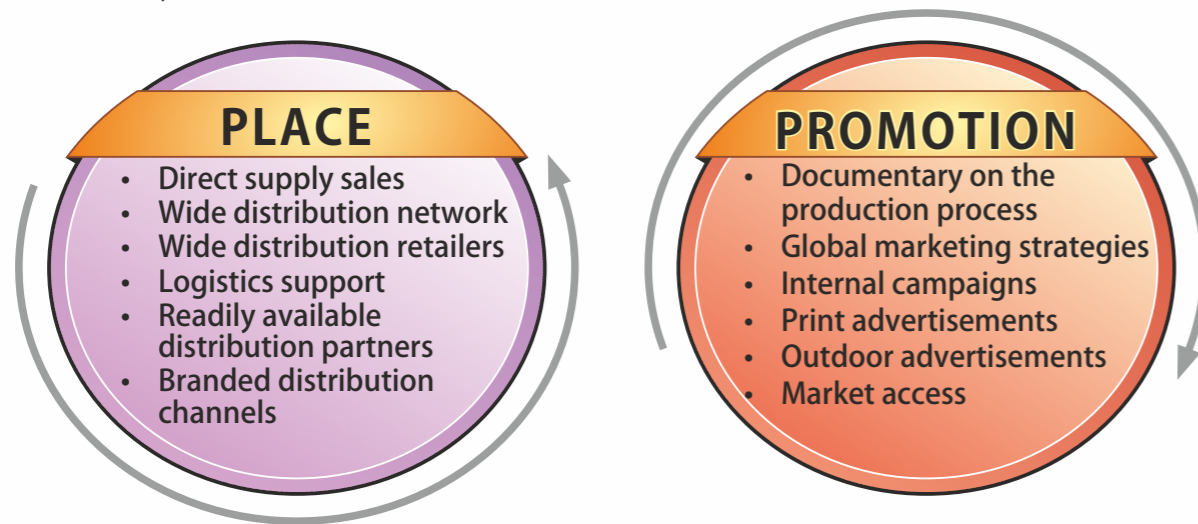 PLACE
• Direct supply sales
• Wide distribution network
• Wide distribution retailers
• Logistics support
• Readily available
distribution partners
• Branded distribution
channels
PROMOTION
• Documentary on the
production process
• Global marketing strategies
• Internal campaigns
• Print advertisements
• Outdoor advertisements
• Market access